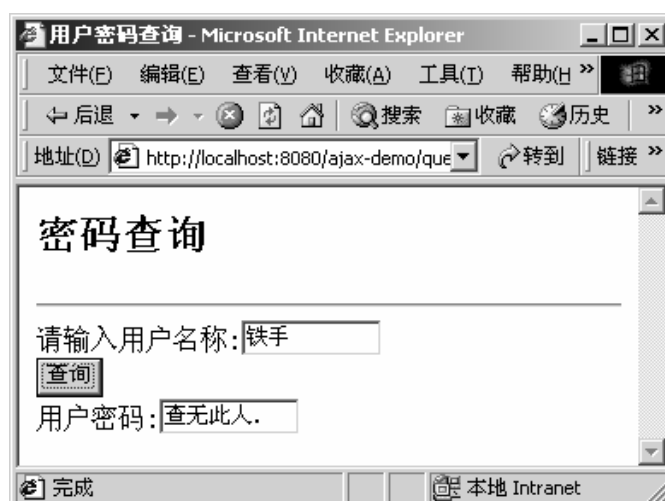 用户密码查询 - Microsoft Internet Explorer
文件(F) 编辑(E) 查看(V) 收藏(A) 工具(T) 帮助(H »
后退 搜索 收藏 历史 »
地址(D) http://localhost:8080/ajax-demo/que 转到 链接 »
密码查询
请输入用户名称:铁手
查询
用户密码:查无此人.
完成 本地 Intranet